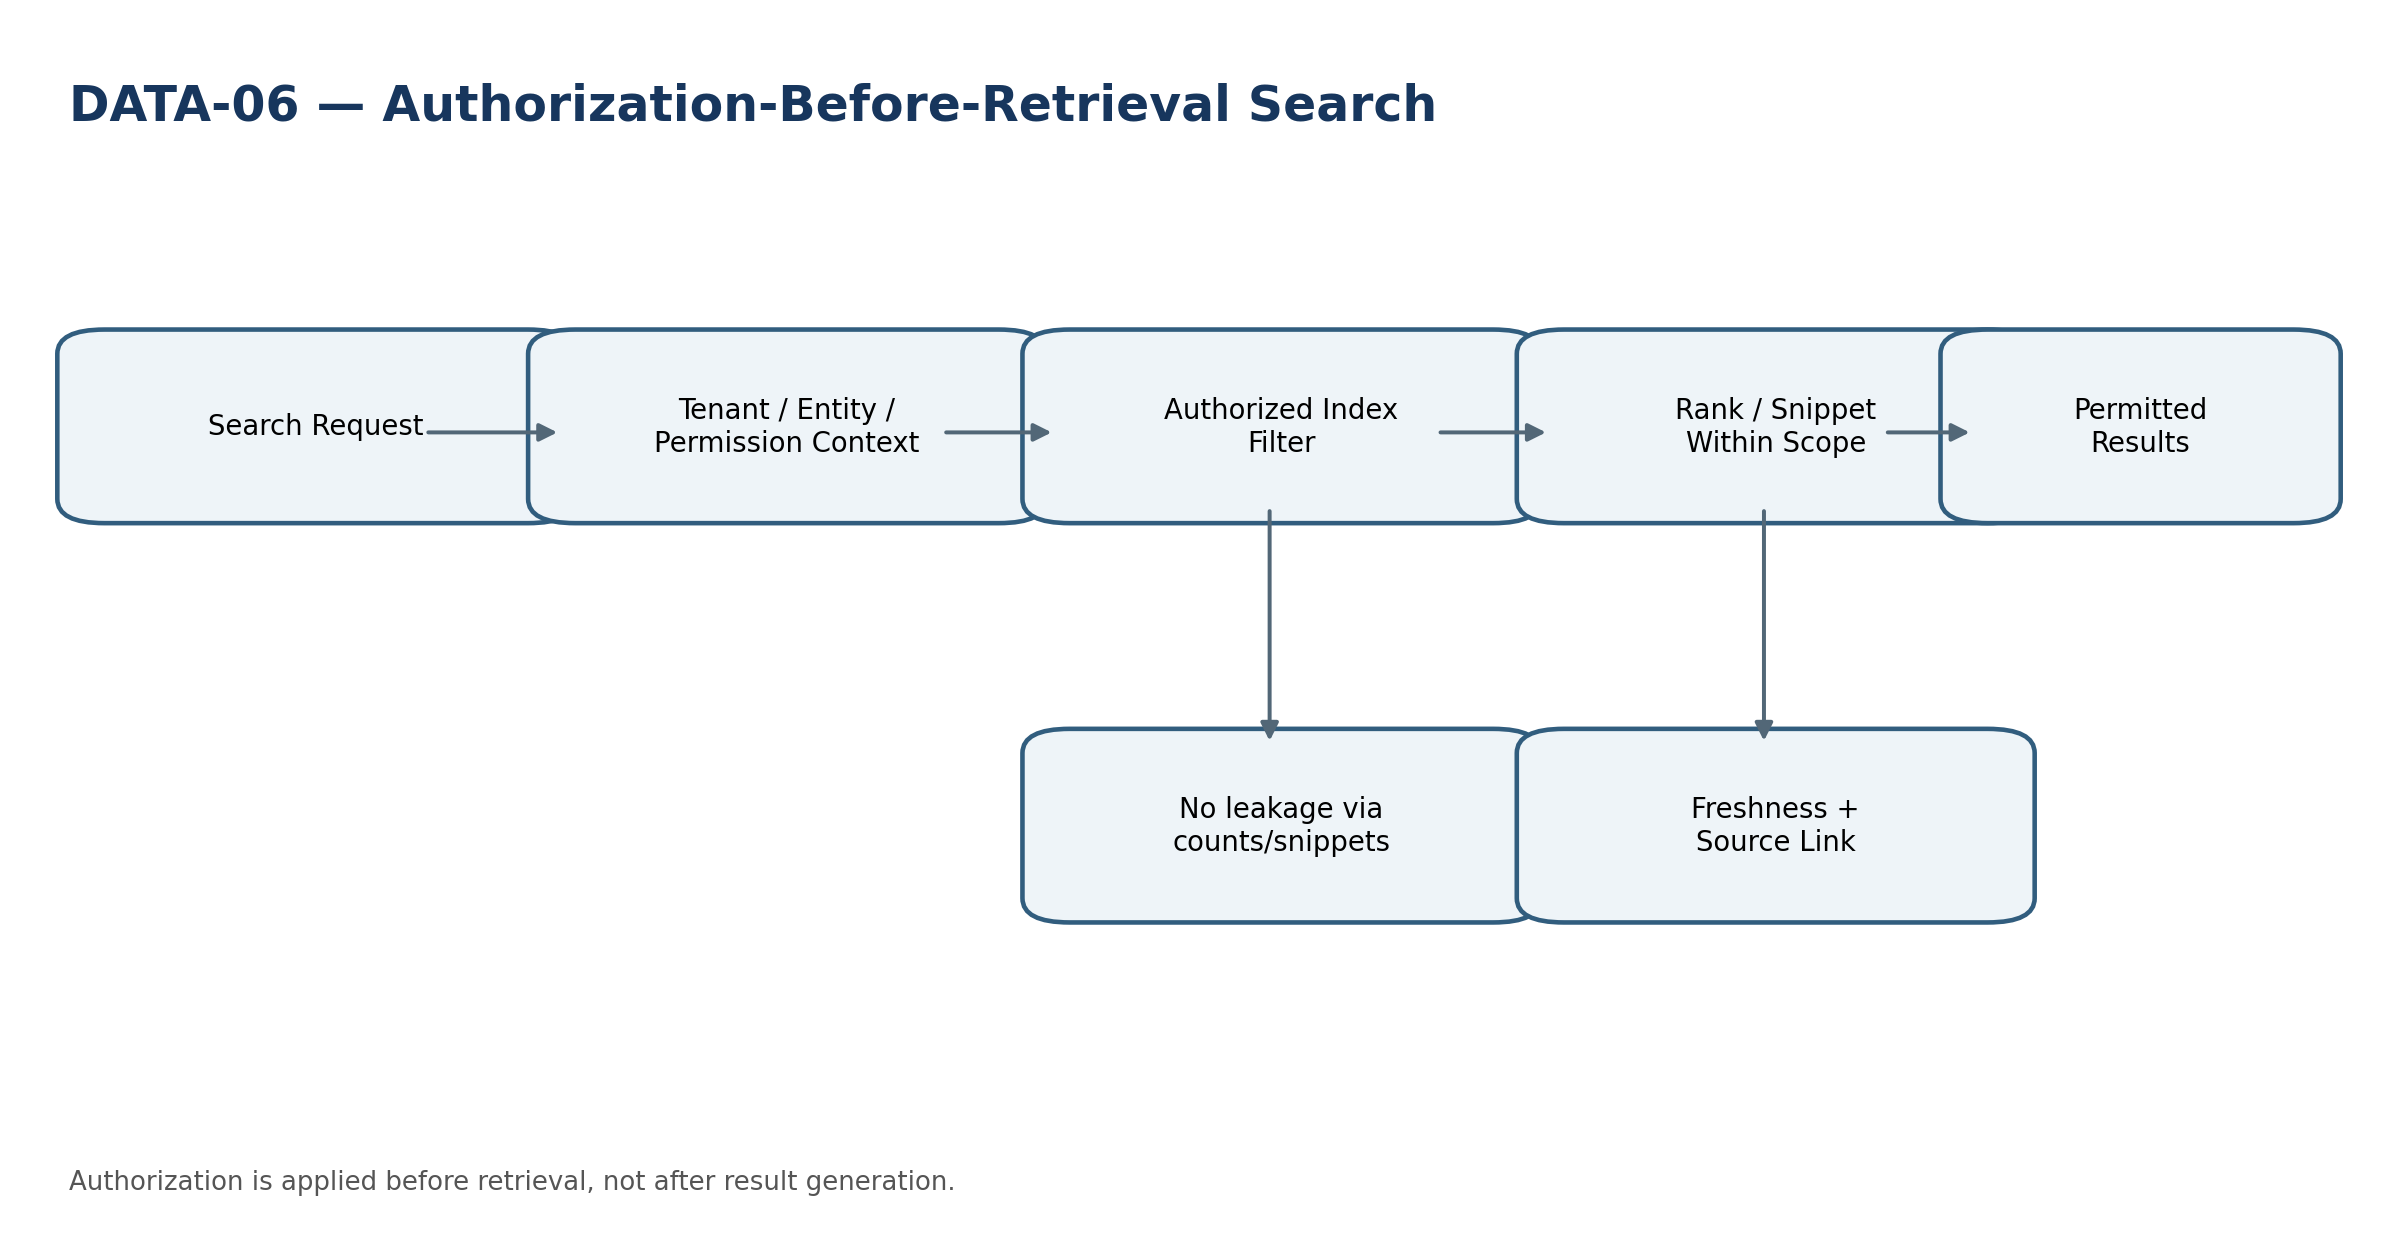 DATA-06 — Authorization-Before-Retrieval Search
Search Request
Tenant / Entity /
Permission Context
Authorized Index
Filter
Rank / Snippet
Within Scope
Permitted
Results
No leakage via
counts/snippets
Freshness +
Source Link
Authorization is applied before retrieval, not after result generation.